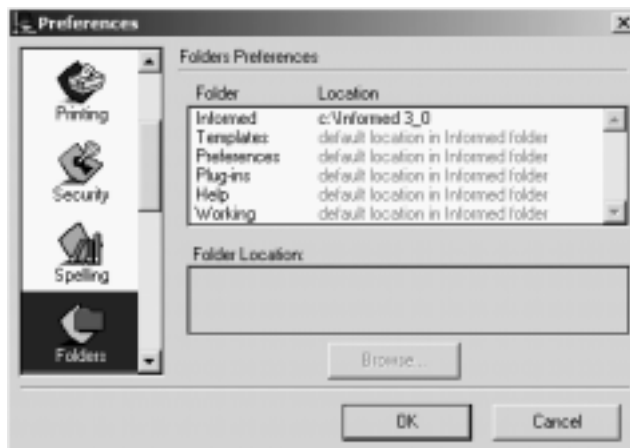 Preferences
Printing
Security
Spelling
Folders
Folders Preferences
Folder Location
Informed c:\Informed 3_0
Templates default location in Informed folder
Preferences default location in Informed folder
Plug-ins default location in Informed folder
Help default location in Informed folder
Working default location in Informed folder
Folder Location:
Browse...
OK Cancel